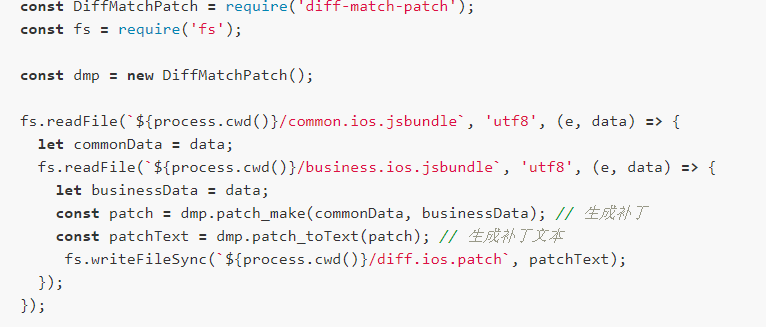 const DiffMatchPatch = require('diff-match-patch');
const fs = require('fs');

const dmp = new DiffMatchPatch();

fs.readFile(`${process.cwd()}/common.ios.jsbundle`, 'utf8', (e, data) => {
  let commonData = data;
  fs.readFile(`${process.cwd()}/business.ios.jsbundle`, 'utf8', (e, data) => {
    let businessData = data;
    const patch = dmp.patch_make(commonData, businessData); // 生成补丁
    const patchText = dmp.patch_toText(patch); // 生成补丁文本
     fs.writeFileSync(`${process.cwd()}/diff.ios.patch`, patchText);
  });
});